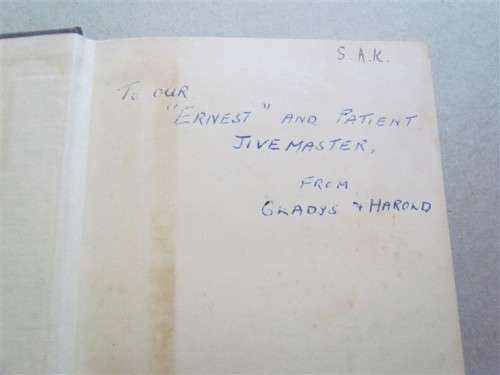 S.A.K.
To our
"Ernest" and Patient
Jivemaster,
From
Gladys & Harold